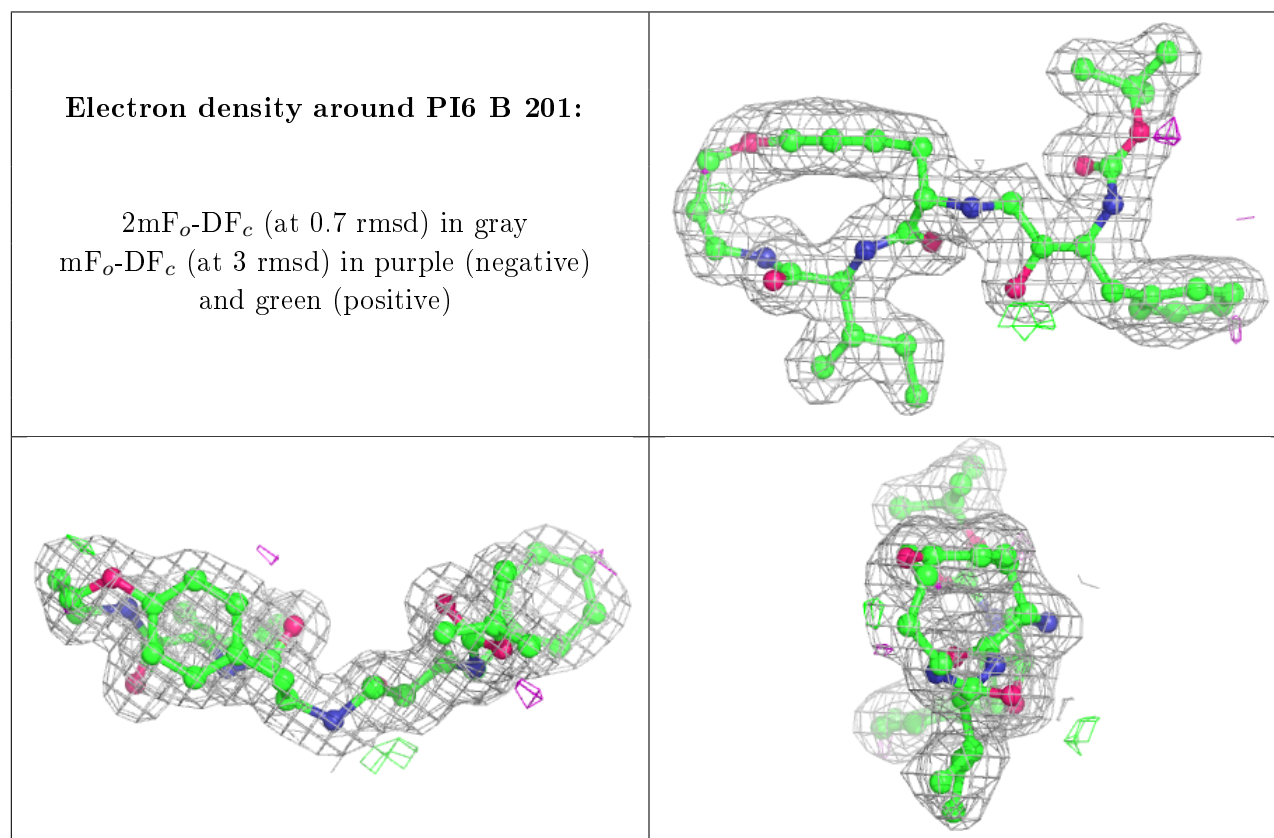 Electron density around PI6 B 201:
2mFo-DFc (at 0.7 rmsd) in gray
mFo-DFc (at 3 rmsd) in purple (negative)
and green (positive)